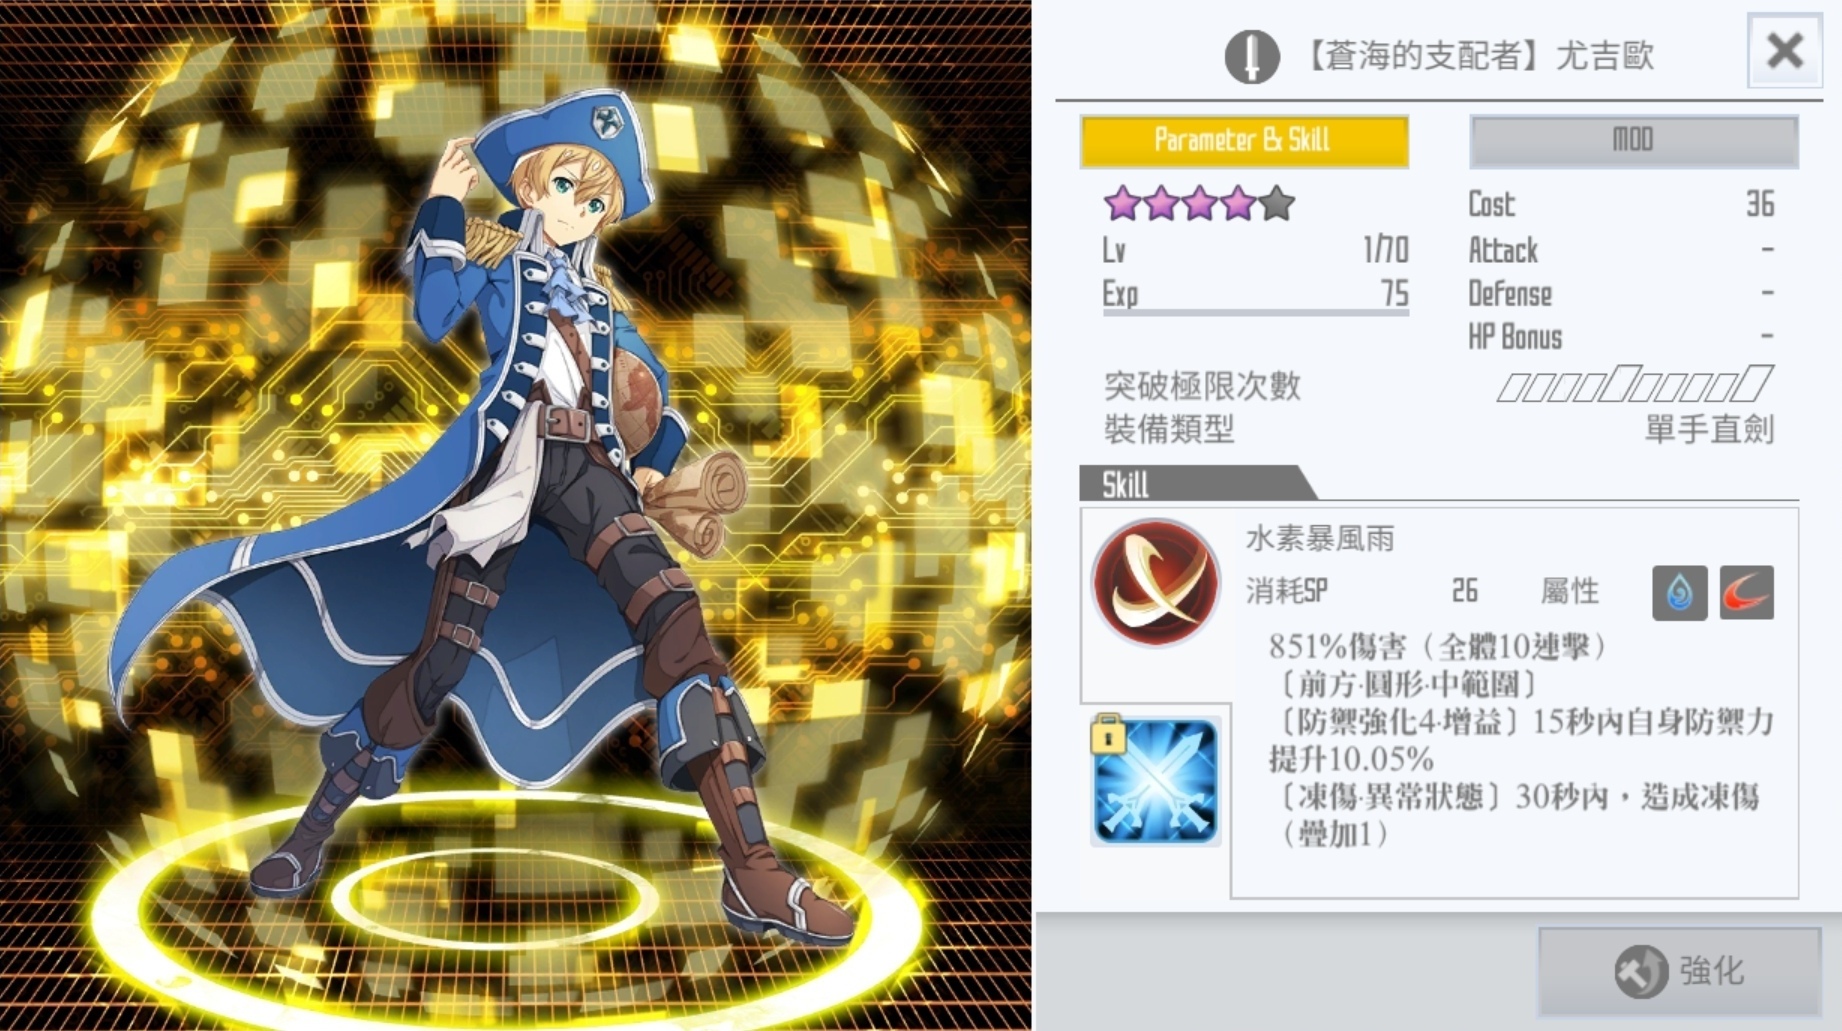 【蒼海的支配者】尤吉歐
Parameter & Skill
MOD
Lv 1/70
Exp 75
Cost 36
Attack -
Defense -
HP Bonus -
突破極限次數
裝備類型 單手直劍
Skill
水素暴風雨
消耗SP 26 屬性
851%傷害（全體10連擊）
〔前方·圓形·中範圍〕
〔防禦強化4·增益〕15秒內自身防禦力
提升10.05%
〔凍傷·異常狀態〕30秒內，造成凍傷
（疊加1）
強化